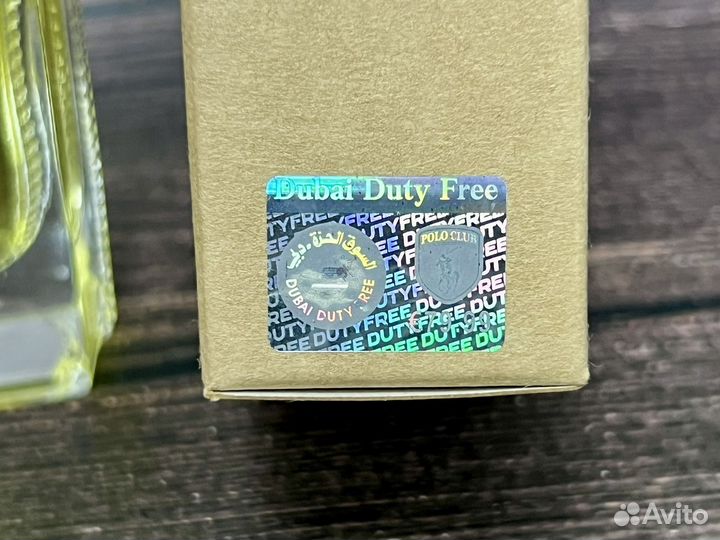 Dubai Duty Free
السوق الحرة - دبي
DUBAI DUTY FREE
POLO CLUB
DUTYFREE DUTYFREE
FREE DUTYFREE DUTY
Avito